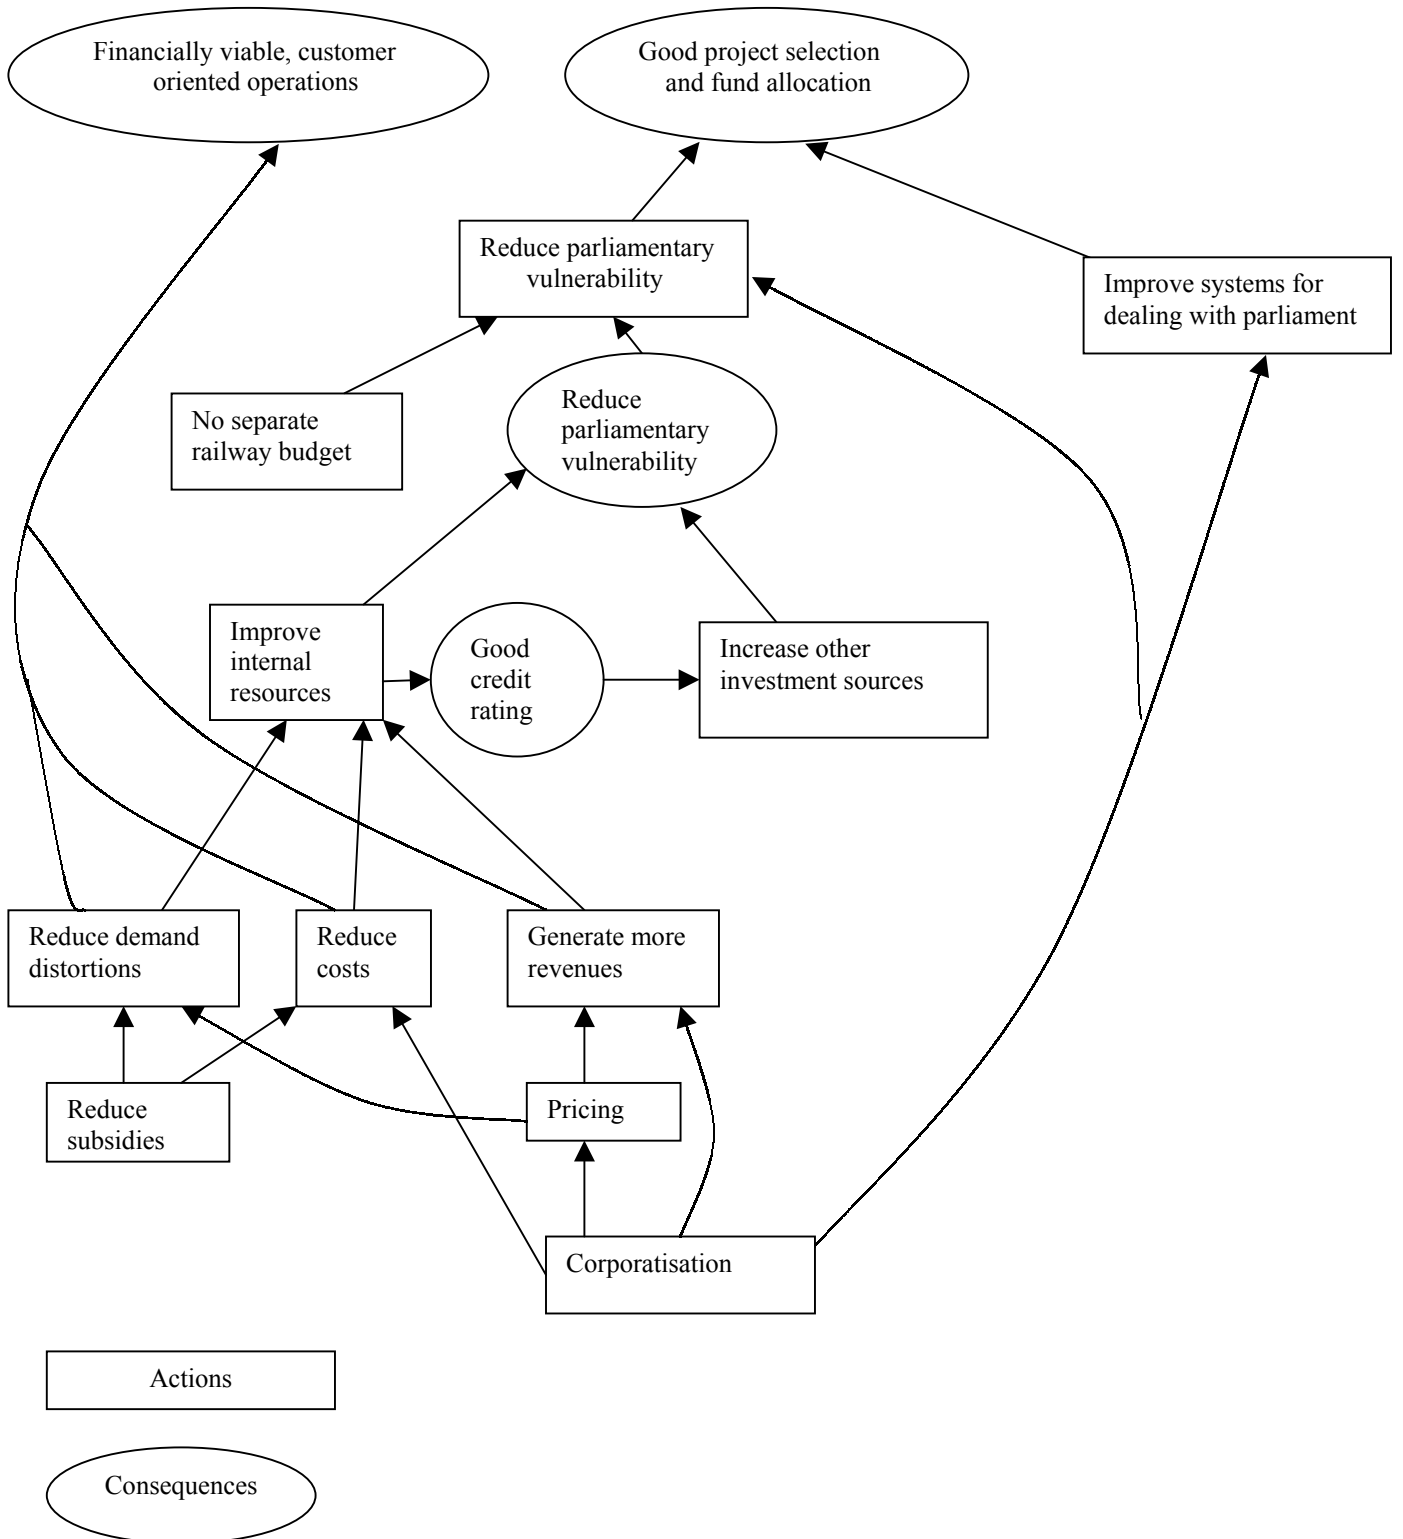 Financially viable, customer
oriented operations
Good project selection
and fund allocation
Reduce parliamentary
vulnerability
Improve systems for
dealing with parliament
No separate
railway budget
Reduce
parliamentary
vulnerability
Improve
internal
resources
Good
credit
rating
Increase other
investment sources
Reduce demand
distortions
Reduce
costs
Generate more
revenues
Reduce
subsidies
Pricing
Corporatisation
Actions
Consequences